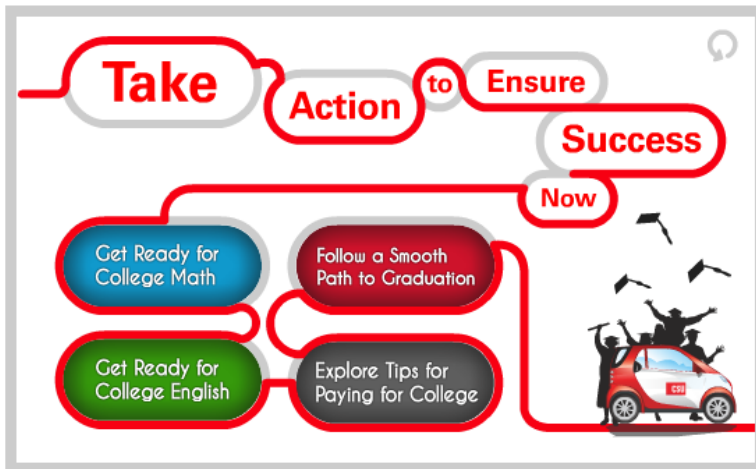 Take
Action
to
Ensure
Success
Now
Get Ready for
College Math
Follow a Smooth
Path to Graduation
Get Ready for
College English
Explore Tips for
Paying for College
CSU